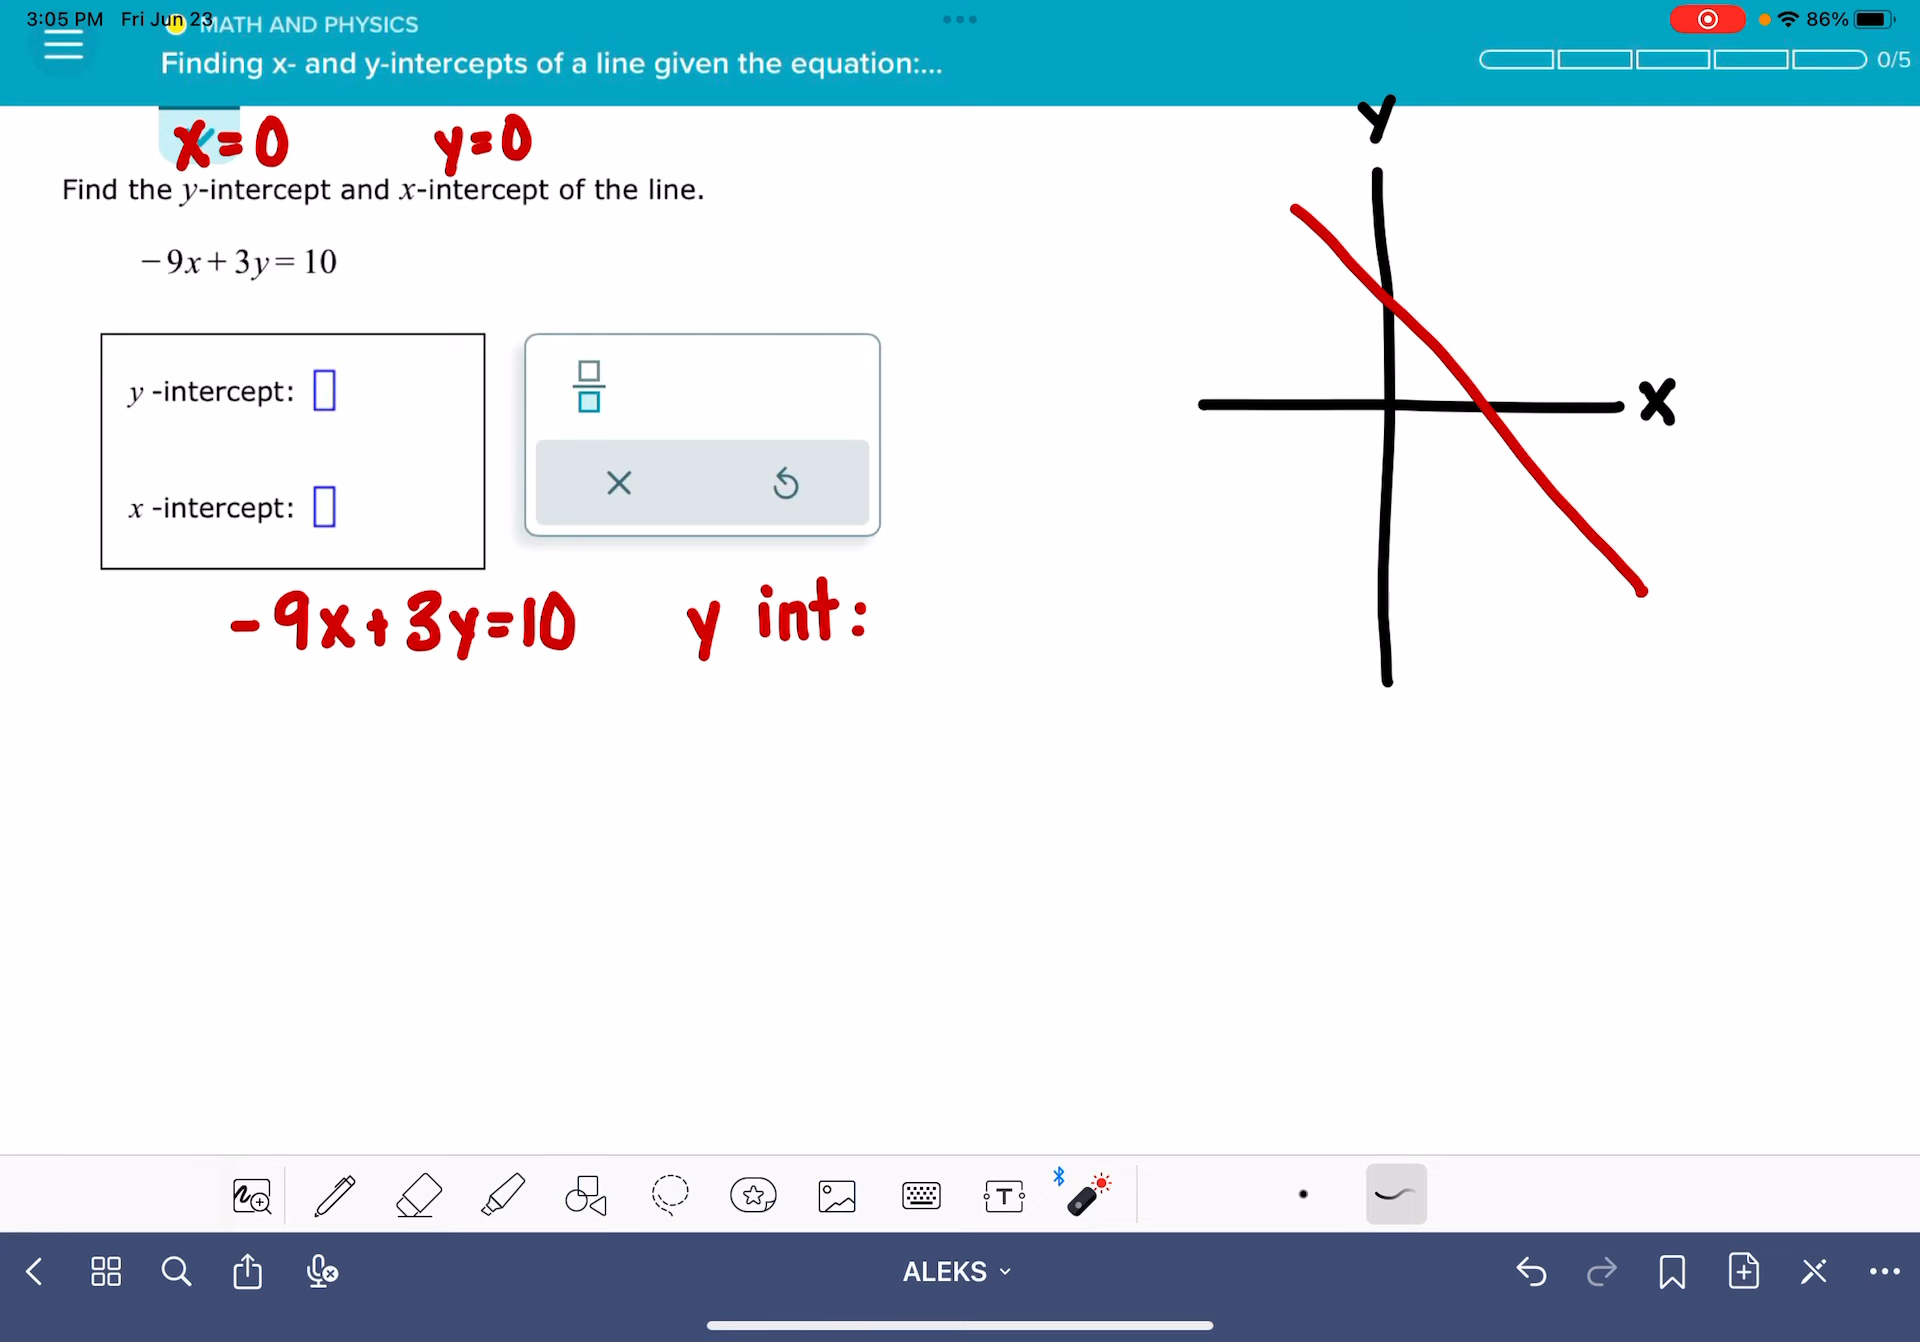 3:05 PM Fri Jun 23
86%
MATH AND PHYSICS
Finding x- and y-intercepts of a line given the equation:...
0/5
x=0 y=0
Find the y-intercept and x-intercept of the line.
−9x+3y=10
y-intercept:
x-intercept:
-9x+3y=10 y int:
y
x
T
ALEKS